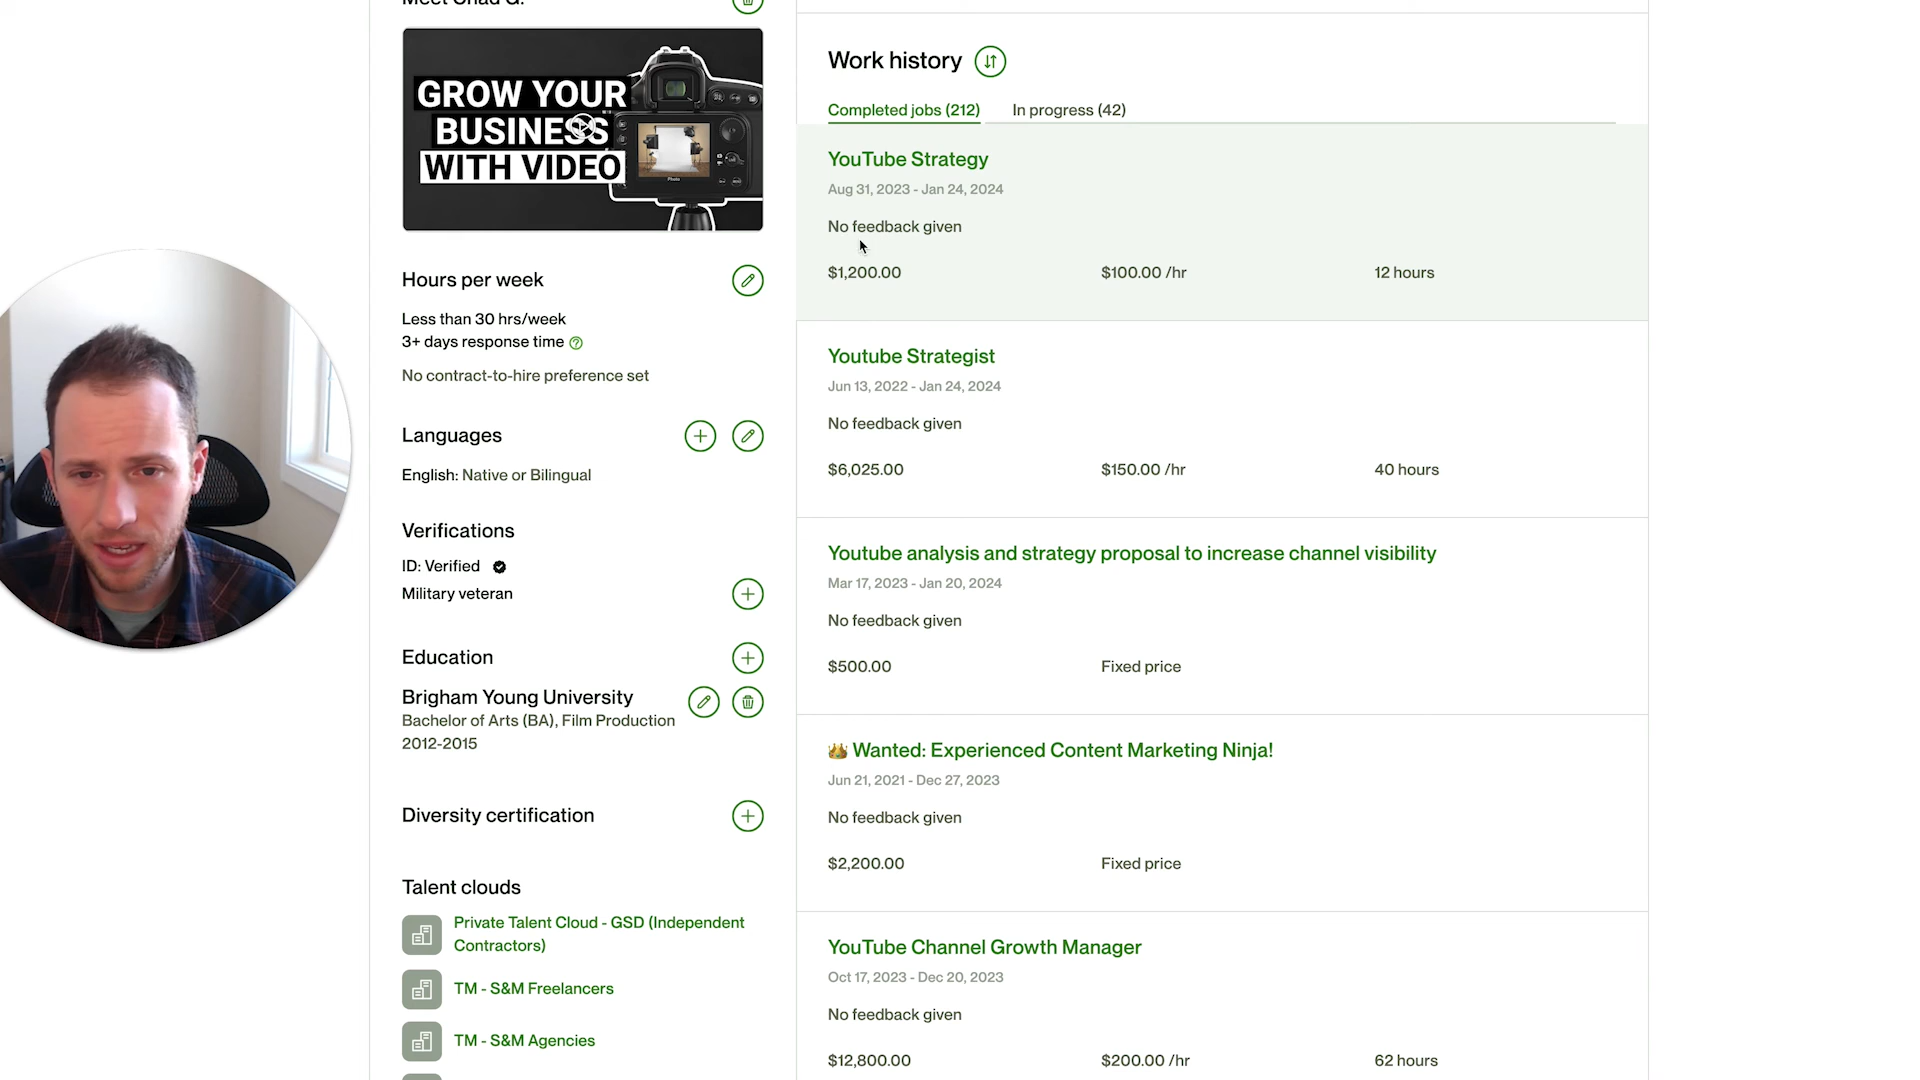 Meet Chad G.
GROW YOUR
BUSINESS
WITH VIDEO
Photo
Hours per week
Less than 30 hrs/week
3+ days response time
No contract-to-hire preference set
Languages
English: Native or Bilingual
Verifications
ID: Verified
Military veteran
Education
Brigham Young University
Bachelor of Arts (BA), Film Production
2012-2015
Diversity certification
Talent clouds
Private Talent Cloud - GSD (Independent
Contractors)
TM - S&M Freelancers
TM - S&M Agencies
Work history
Completed jobs (212) In progress (42)
YouTube Strategy
Aug 31, 2023 - Jan 24, 2024
No feedback given
$1,200.00 $100.00 /hr 12 hours
Youtube Strategist
Jun 13, 2022 - Jan 24, 2024
No feedback given
$6,025.00 $150.00 /hr 40 hours
Youtube analysis and strategy proposal to increase channel visibility
Mar 17, 2023 - Jan 20, 2024
No feedback given
$500.00 Fixed price
👑 Wanted: Experienced Content Marketing Ninja!
Jun 21, 2021 - Dec 27, 2023
No feedback given
$2,200.00 Fixed price
YouTube Channel Growth Manager
Oct 17, 2023 - Dec 20, 2023
No feedback given
$12,800.00 $200.00 /hr 62 hours